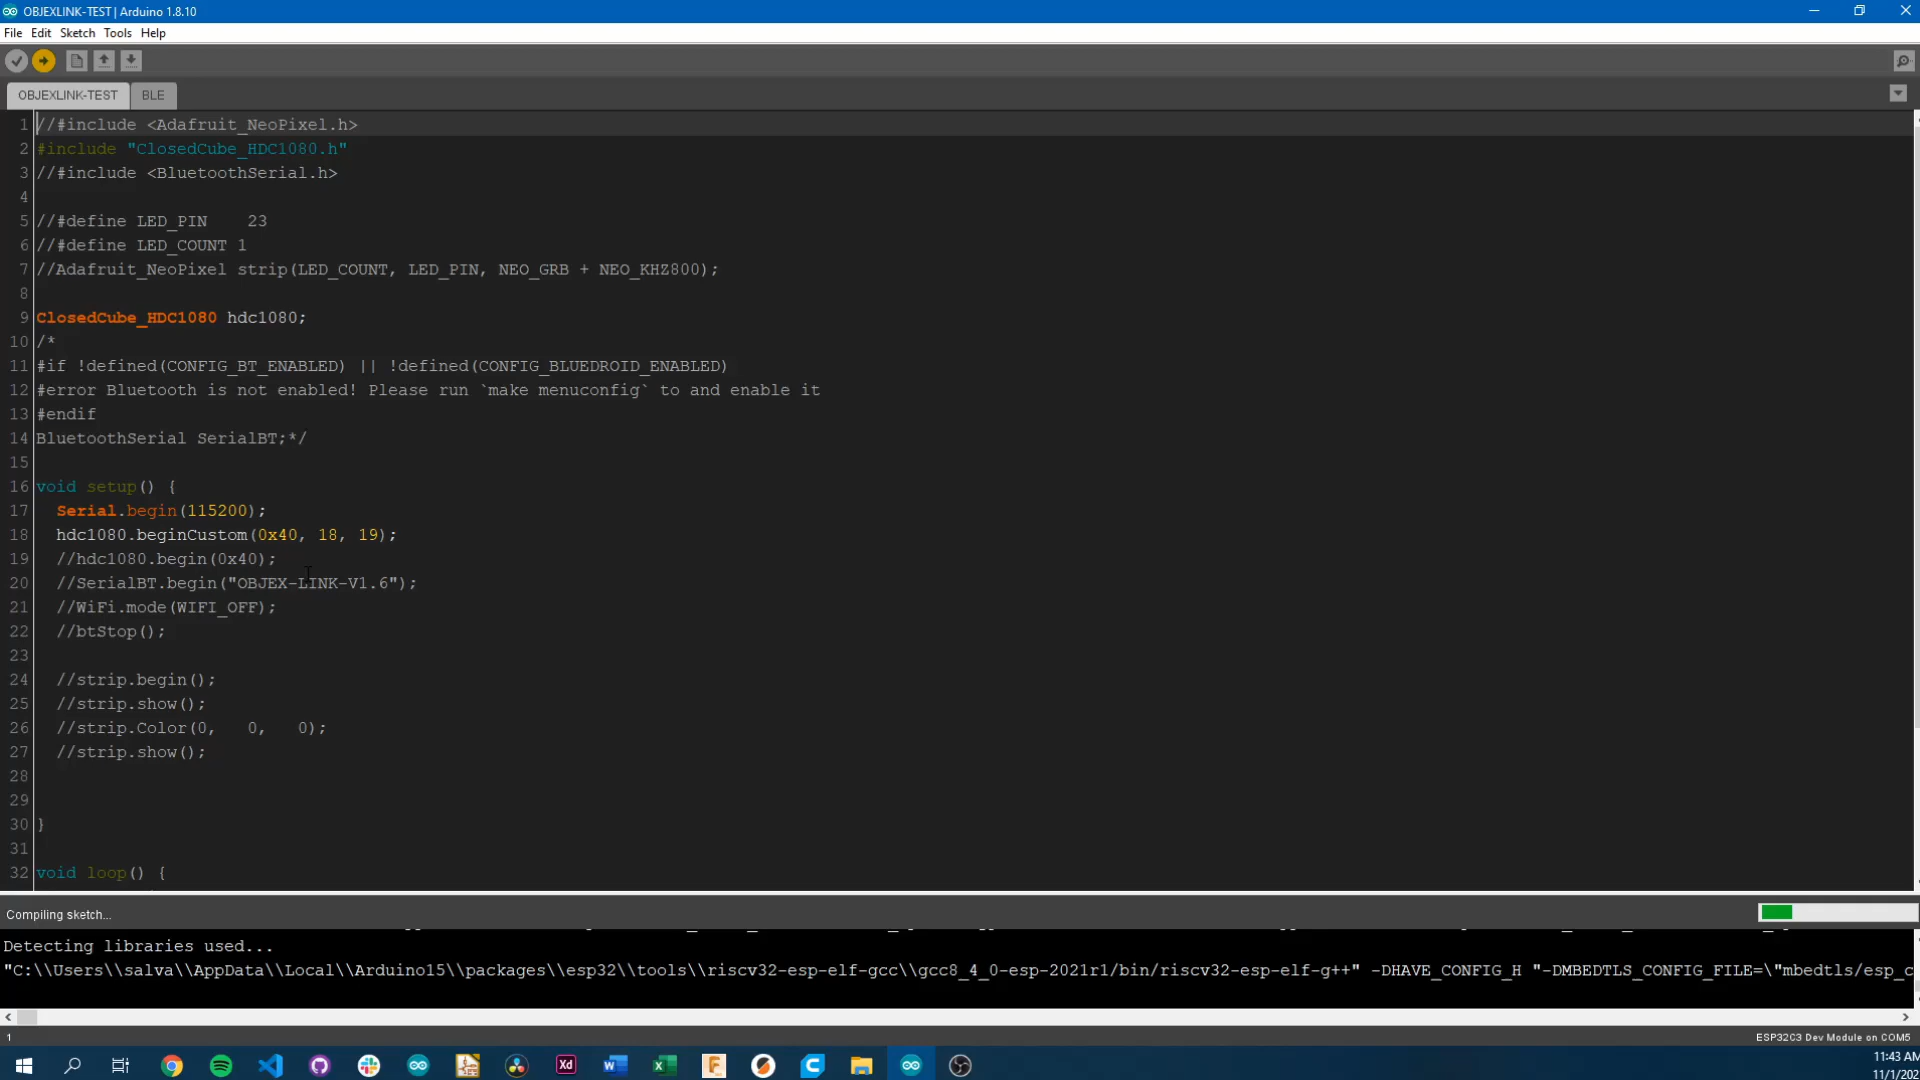 OBJEXLINK-TEST | Arduino 1.8.10
File Edit Sketch Tools Help
OBJEXLINK-TEST BLE
1 //#include <Adafruit_NeoPixel.h>
2 #include "ClosedCube_HDC1080.h"
3 //#include <BluetoothSerial.h>
4
5 //#define LED_PIN    23
6 //#define LED_COUNT 1
7 //Adafruit_NeoPixel strip(LED_COUNT, LED_PIN, NEO_GRB + NEO_KHZ800);
8
9 ClosedCube_HDC1080 hdc1080;
10 /*
11 #if !defined(CONFIG_BT_ENABLED) || !defined(CONFIG_BLUEDROID_ENABLED)
12 #error Bluetooth is not enabled! Please run `make menuconfig` to and enable it
13 #endif
14 BluetoothSerial SerialBT;*/
15
16 void setup() {
17   Serial.begin(115200);
18   hdc1080.beginCustom(0x40, 18, 19);
19   //hdc1080.begin(0x40);
20   //SerialBT.begin("OBJEX-LINK-V1.6");
21   //WiFi.mode(WIFI_OFF);
22   //btStop();
23
24   //strip.begin();
25   //strip.show();
26   //strip.Color(0,   0,   0);
27   //strip.show();
28
29
30 }
31
32 void loop() {
Compiling sketch...
Detecting libraries used...
"C:\\Users\\salva\\AppData\\Local\\Arduino15\\packages\\esp32\\tools\\riscv32-esp-elf-gcc\\gcc8_4_0-esp-2021r1/bin/riscv32-esp-elf-g++" -DHAVE_CONFIG_H "-DMBEDTLS_CONFIG_FILE=\"mbedtls/esp_c
1 ESP32C3 Dev Module on COM5
Xd
11:43 AM
11/1/202